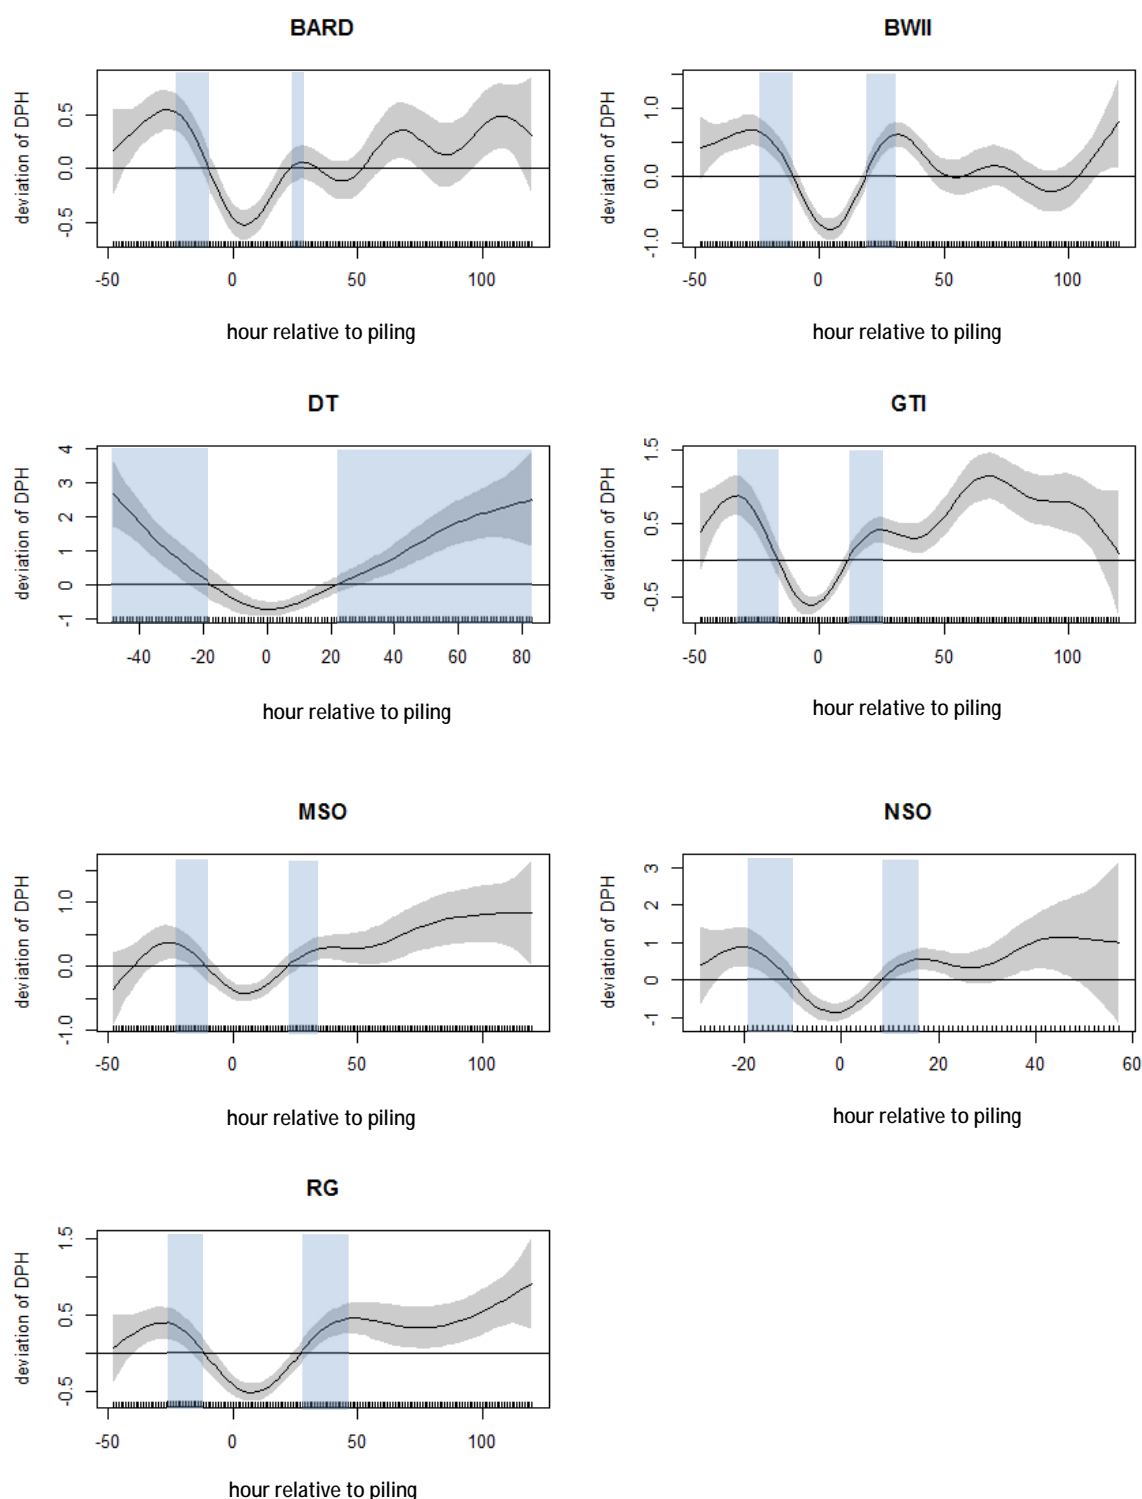 BARD
deviation of DPH
0.5
0.0
-0.5
-50 0 50 100
hour relative to piling
BWII
deviation of DPH
1.0
0.0
-1.0
-50 0 50 100
hour relative to piling
DT
deviation of DPH
4
3
2
1
0
-1
-40 -20 0 20 40 60 80
hour relative to piling
GTI
deviation of DPH
1.5
0.5
-0.5
-50 0 50 100
hour relative to piling
MSO
deviation of DPH
1.0
0.0
-1.0
-50 0 50 100
hour relative to piling
NSO
deviation of DPH
3
2
1
0
-1
-20 0 20 40 60
hour relative to piling
RG
deviation of DPH
1.5
0.5
-0.5
-50 0 50 100
hour relative to piling